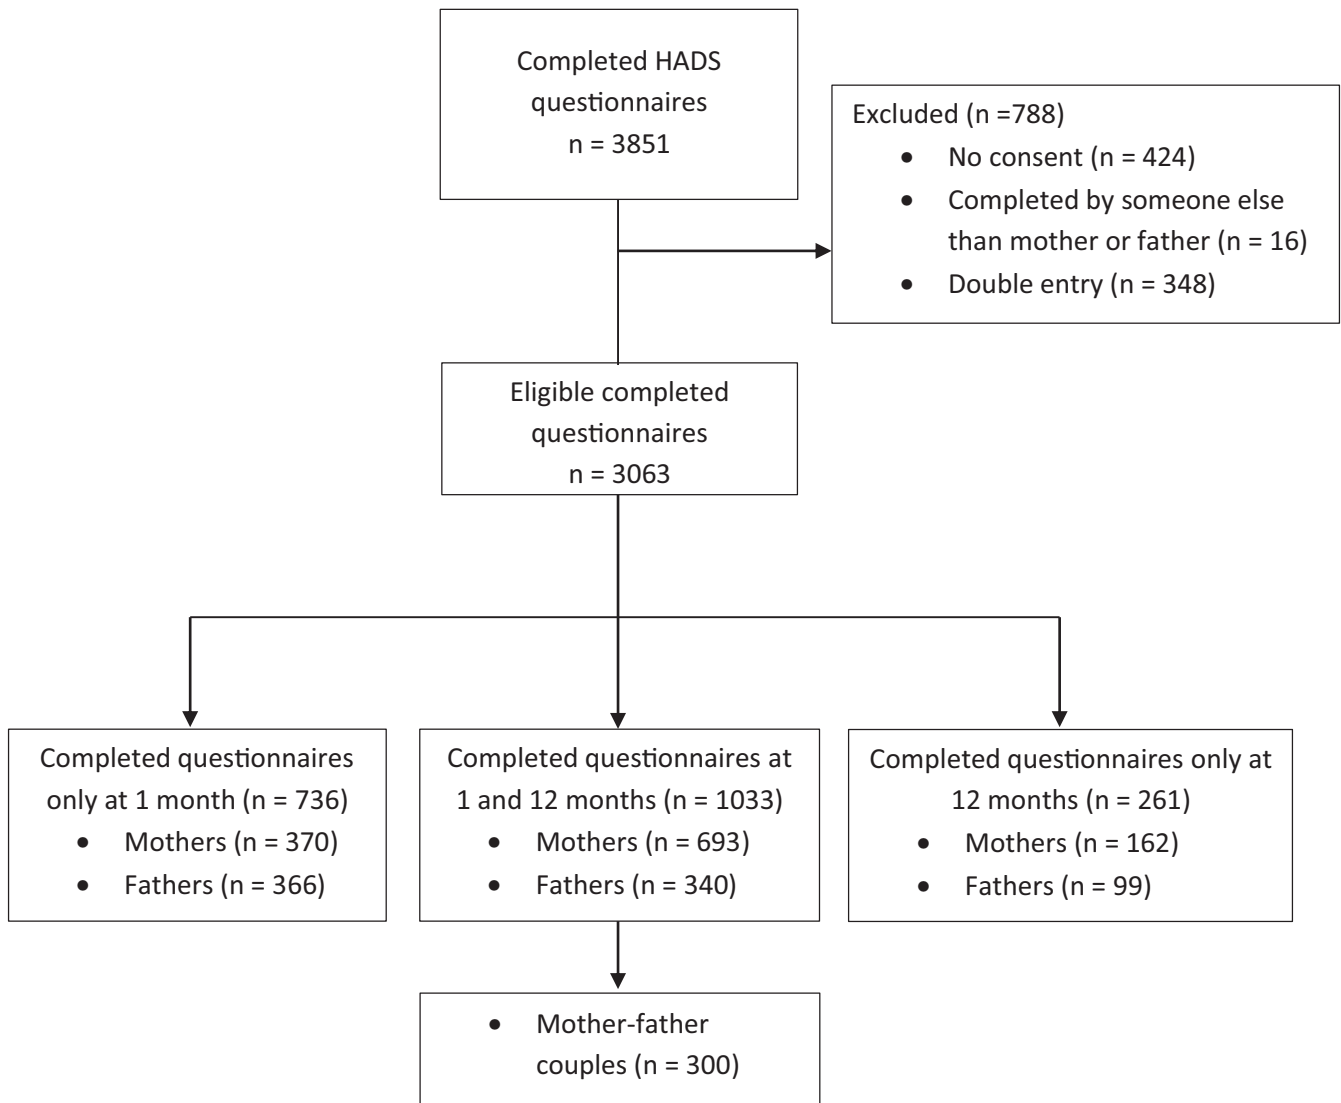 Completed HADS
questionnaires
n = 3851
Excluded (n =788)
• No consent (n = 424)
• Completed by someone else
than mother or father (n = 16)
• Double entry (n = 348)
Eligible completed
questionnaires
n = 3063
Completed questionnaires
only at 1 month (n = 736)
• Mothers (n = 370)
• Fathers (n = 366)
Completed questionnaires at
1 and 12 months (n = 1033)
• Mothers (n = 693)
• Fathers (n = 340)
Completed questionnaires only at
12 months (n = 261)
• Mothers (n = 162)
• Fathers (n = 99)
• Mother-father
couples (n = 300)